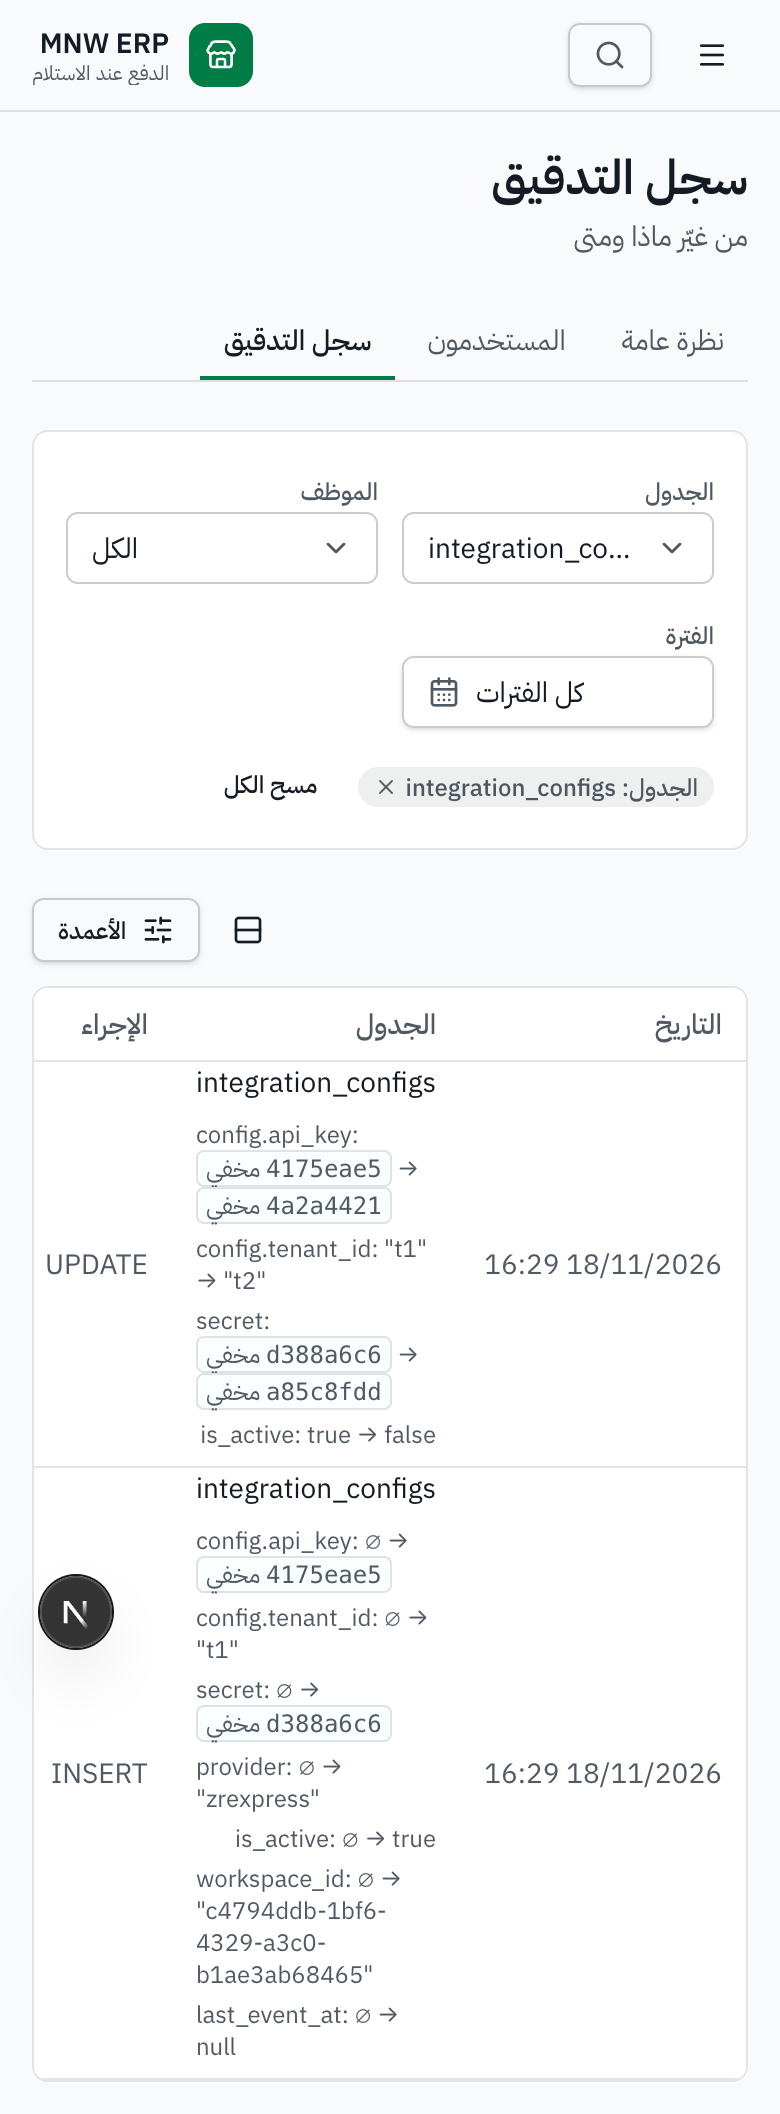 MNW ERP
الدفع عند الاستلام
سجل التدقيق
من غيّر ماذا ومتى
نظرة عامة
المستخدمون
سجل التدقيق
الجدول
integration_co...
الموظف
الكل
الفترة
كل الفترات
الجدول: integration_configs ×
مسح الكل
الأعمدة
التاريخ
الجدول
الإجراء
18/11/2026 16:29
integration_configs
config.api_key:
4175eae5 مخفي →
4a2a4421 مخفي
config.tenant_id: "t1"
→ "t2"
secret:
d388a6c6 مخفي →
a85c8fdd مخفي
is_active: true → false
UPDATE
18/11/2026 16:29
integration_configs
config.api_key: ∅ →
4175eae5 مخفي
config.tenant_id: ∅ →
"t1"
secret: ∅ →
d388a6c6 مخفي
provider: ∅ →
"zrexpress"
is_active: ∅ → true
workspace_id: ∅ →
"c4794ddb-1bf6-
4329-a3c0-
b1ae3ab68465"
last_event_at: ∅ →
null
INSERT
N